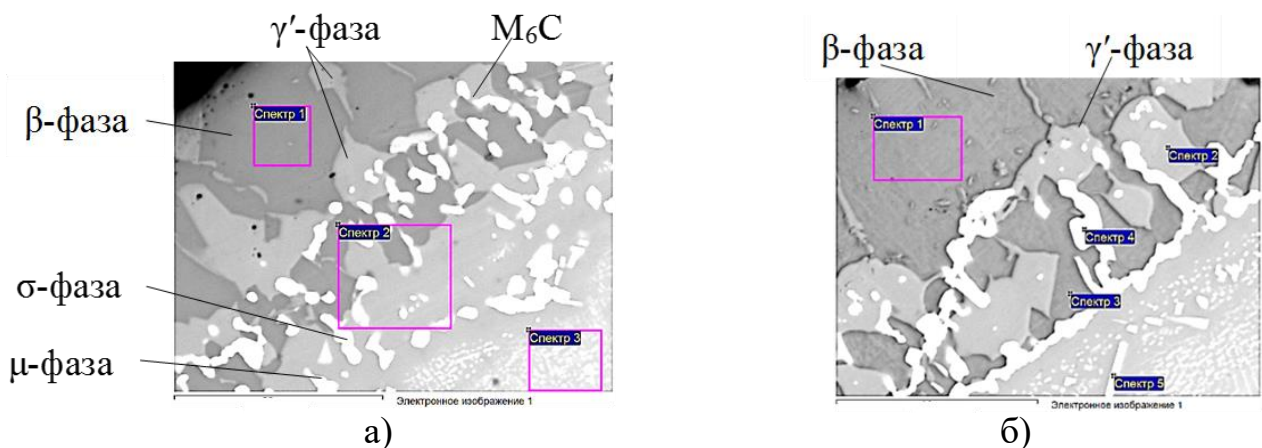 γ′-фаза
M₆C
β-фаза
Спектр 1
Спектр 2
σ-фаза
Спектр 3
μ-фаза
Электронное изображение 1
а)
β-фаза
γ′-фаза
Спектр 1
Спектр 2
Спектр 4
Спектр 3
Спектр 5
Электронное изображение 1
б)